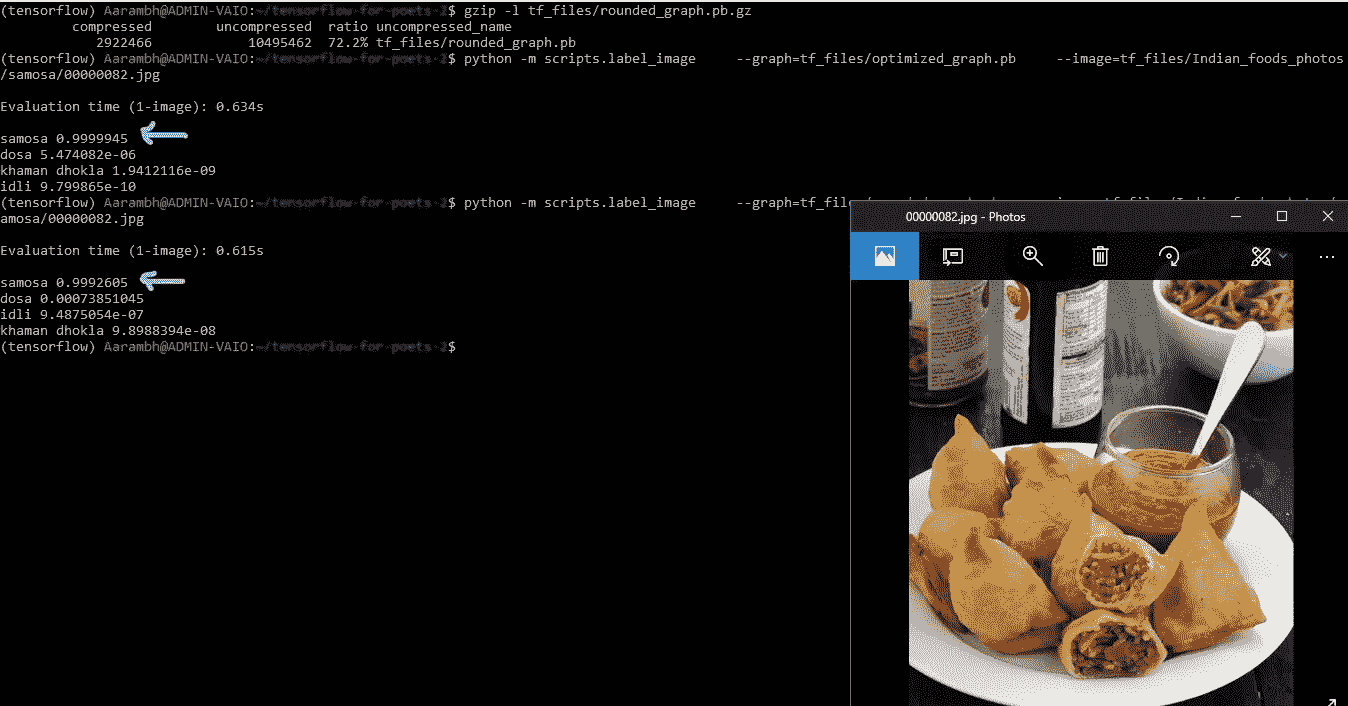 (tensorflow) Aarambh@ADMIN-VAIO:~/tensorflow-for-poets-2$ gzip -l tf_files/rounded_graph.pb.gz
compressed uncompressed ratio uncompressed_name
2922466 10495462 72.2% tf_files/rounded_graph.pb
(tensorflow) Aarambh@ADMIN-VAIO:~/tensorflow-for-poets-2$ python -m scripts.label_image --graph=tf_files/optimized_graph.pb --image=tf_files/Indian_foods_photos
/samosa/00000082.jpg
Evaluation time (1-image): 0.634s
samosa 0.9999945
dosa 5.474082e-06
khaman dhokla 1.9412116e-09
idli 9.799865e-10
(tensorflow) Aarambh@ADMIN-VAIO:~/tensorflow-for-poets-2$ python -m scripts.label_image --graph=tf_files/
amosa/00000082.jpg
Evaluation time (1-image): 0.615s
samosa 0.9992605
dosa 0.00073851045
idli 9.4875054e-07
khaman dhokla 9.8988394e-08
(tensorflow) Aarambh@ADMIN-VAIO:~/tensorflow-for-poets-2$
00000082.jpg - Photos